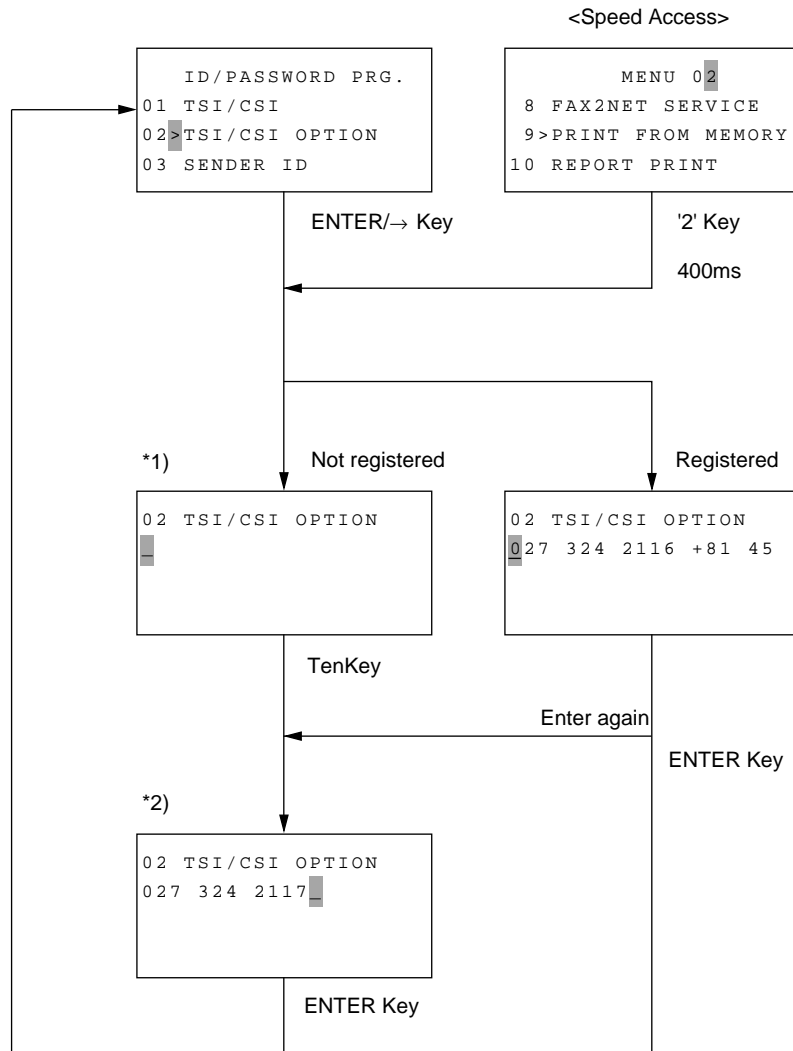 <Speed Access>
ID/PASSWORD PRG.
01 TSI/CSI
02>TSI/CSI OPTION
03 SENDER ID
MENU 02
8 FAX2NET SERVICE
9>PRINT FROM MEMORY
10 REPORT PRINT
ENTER/→ Key
'2' Key
400ms
*1)
Not registered
Registered
02 TSI/CSI OPTION
_
02 TSI/CSI OPTION
027 324 2116 +81 45
TenKey
Enter again
ENTER Key
*2)
02 TSI/CSI OPTION
027 324 2117_
ENTER Key